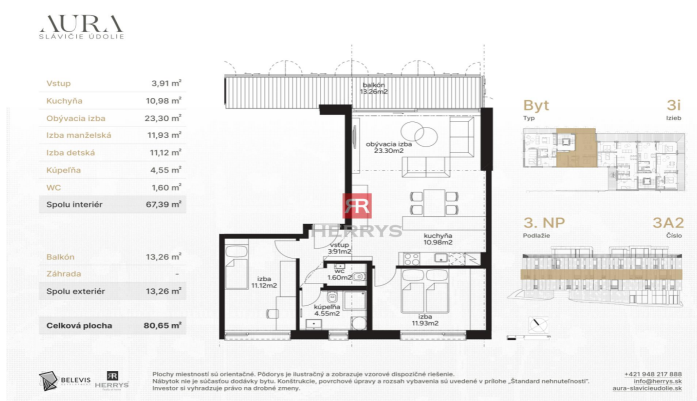 AURA
SLÁVIČIE ÚDOLIE
Vstup 3,91 m²
Kuchyňa 10,98 m²
Obývacia izba 23,30 m²
Izba manželská 11,93 m²
Izba detská 11,12 m²
Kúpeľňa 4,55 m²
WC 1,60 m²
Spolu interiér 67,39 m²
Balkón 13,26 m²
Záhrada -
Spolu exteriér 13,26 m²
Celková plocha 80,65 m²
balkón
13.26m2
obývacia izba
23.30m2
HERRYS
kuchyňa
10.98m2
vstup
3.91m2
wc
1.60m2
izba
11.12m2
kúpeľňa
4.55m2
izba
11.93m2
Byt 3i
Typ Izieb
3. NP 3A2
Podlažie Číslo
BELEVIS
HERRYS
Plochy miestností sú orientačné. Pôdorys je ilustračný a zobrazuje vzorové dispozičné riešenie.
Nábytok nie je súčasťou dodávky bytu. Konštrukcie, povrchové úpravy a rozsah vybavenia sú uvedené v prílohe „Štandard nehnuteľnosti".
Investor si vyhradzuje právo na drobné zmeny.
+421 948 217 888
info@herrys.sk
aura-slavicieudolie.sk